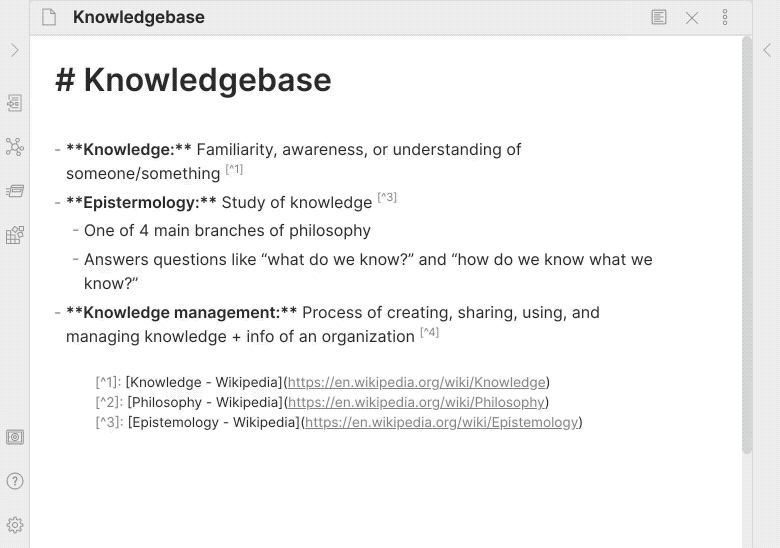 Knowledgebase
# Knowledgebase
- **Knowledge:** Familiarity, awareness, or understanding of
someone/something [^1]
- **Epistermology:** Study of knowledge [^3]
- One of 4 main branches of philosophy
- Answers questions like “what do we know?” and “how do we know what we
know?”
- **Knowledge management:** Process of creating, sharing, using, and
managing knowledge + info of an organization [^4]
[^1]: [Knowledge - Wikipedia](https://en.wikipedia.org/wiki/Knowledge)
[^2]: [Philosophy - Wikipedia](https://en.wikipedia.org/wiki/Philosophy)
[^3]: [Epistemology - Wikipedia](https://en.wikipedia.org/wiki/Epistemology)